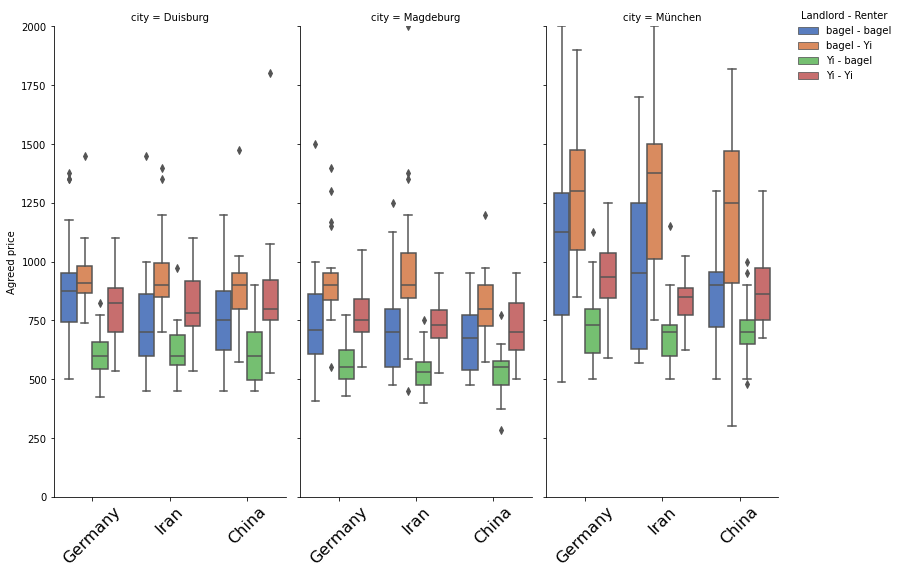 city = Duisburg
city = Magdeburg
city = München
Landlord - Renter
bagel - bagel
bagel - Yi
Yi - bagel
Yi - Yi
Agreed price
2000
1750
1500
1250
1000
750
500
250
0
Germany
Iran
China
Germany
Iran
China
Germany
Iran
China